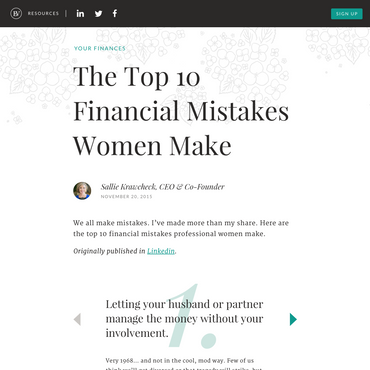 RESOURCES
SIGN UP
YOUR FINANCES
The Top 10
Financial Mistakes
Women Make
Sallie Krawcheck, CEO & Co-Founder
NOVEMBER 20, 2015
We all make mistakes. I've made more than my share. Here are
the top 10 financial mistakes professional women make.
Originally published in Linkedin.
1.
Letting your husband or partner
manage the money without your
involvement.
Very 1968... and not in the cool, mod way. Few of us